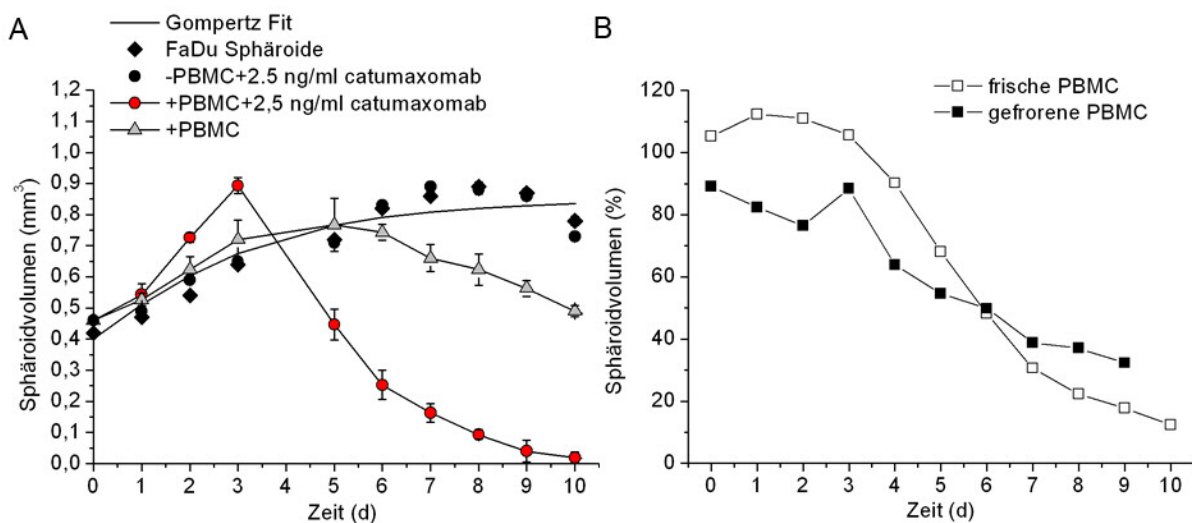 A
Gompertz Fit
FaDu Sphäroide
-PBMC+2.5 ng/ml catumaxomab
+PBMC+2,5 ng/ml catumaxomab
+PBMC
1,2
1,1
1,0
0,9
0,8
0,7
0,6
0,5
0,4
0,3
0,2
0,1
0,0
Sphäroidvolumen (mm³)
0 1 2 3 4 5 6 7 8 9 10
Zeit (d)
B
frische PBMC
gefrorene PBMC
120
100
80
60
40
20
0
Sphäroidvolumen (%)
0 1 2 3 4 5 6 7 8 9 10
Zeit (d)